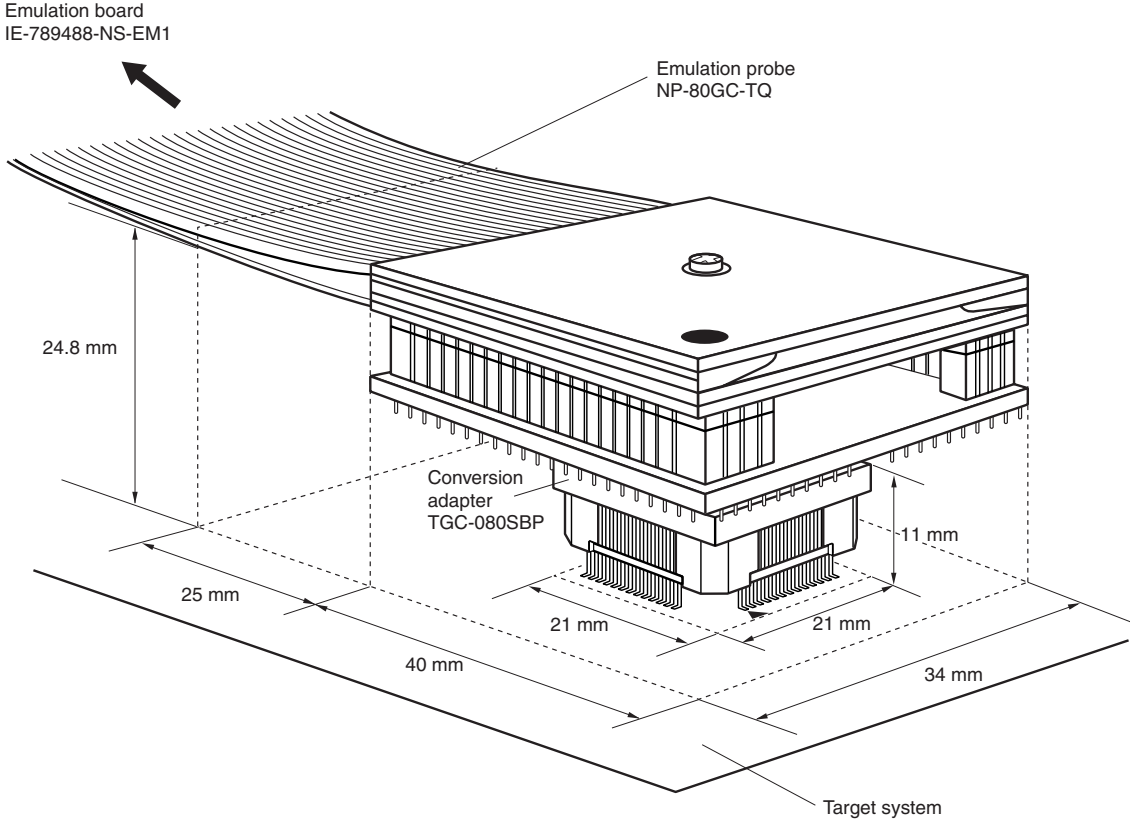 Emulation board
IE-789488-NS-EM1
Emulation probe
NP-80GC-TQ
24.8 mm
Conversion
adapter
TGC-080SBP
11 mm
25 mm
21 mm
21 mm
40 mm
34 mm
Target system